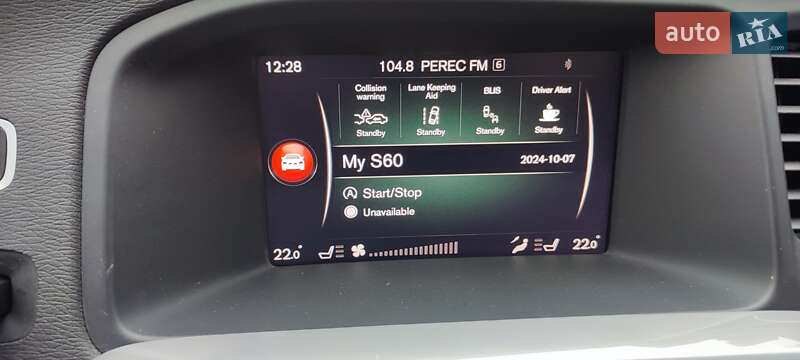 auto RIA
12:28 104.8 PEREC FM 6
Collision warning Lane Keeping Aid BLIS Driver Alert
Standby Standby Standby Standby
My S60 2024-10-07
A Start/Stop
Unavailable
22.0° 22.0°